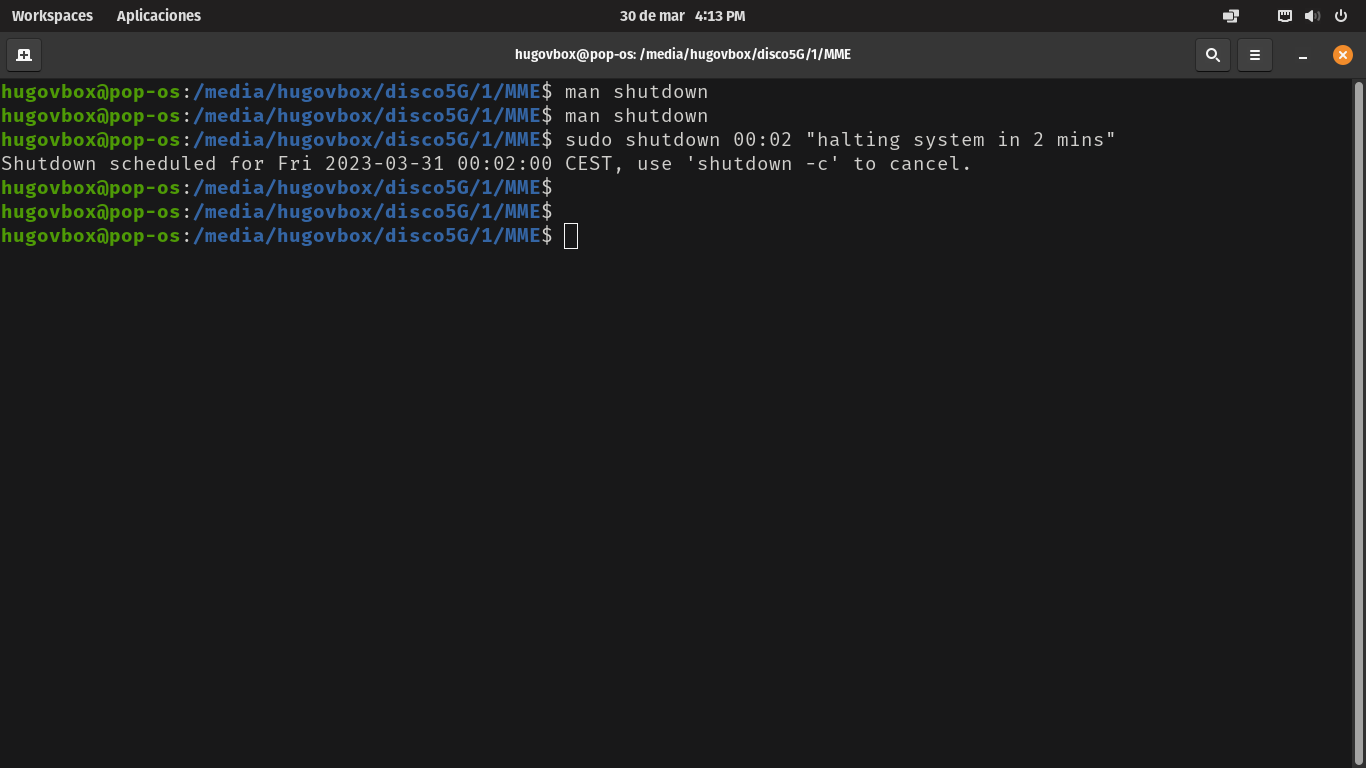 Workspaces Aplicaciones 30 de mar 4:13 PM
hugovbox@pop-os: /media/hugovbox/disco5G/1/MME
hugovbox@pop-os:/media/hugovbox/disco5G/1/MME$ man shutdown
hugovbox@pop-os:/media/hugovbox/disco5G/1/MME$ man shutdown
hugovbox@pop-os:/media/hugovbox/disco5G/1/MME$ sudo shutdown 00:02 "halting system in 2 mins"
Shutdown scheduled for Fri 2023-03-31 00:02:00 CEST, use 'shutdown -c' to cancel.
hugovbox@pop-os:/media/hugovbox/disco5G/1/MME$
hugovbox@pop-os:/media/hugovbox/disco5G/1/MME$
hugovbox@pop-os:/media/hugovbox/disco5G/1/MME$